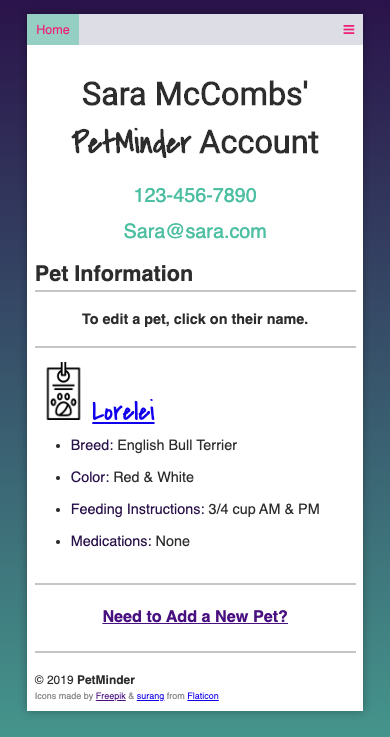 Home
Sara McCombs'
PetMinder Account
123-456-7890
Sara@sara.com
Pet Information
To edit a pet, click on their name.
Lorelei
Breed: English Bull Terrier
Color: Red & White
Feeding Instructions: 3/4 cup AM & PM
Medications: None
Need to Add a New Pet?
© 2019 PetMinder
Icons made by Freepik & surang from Flaticon